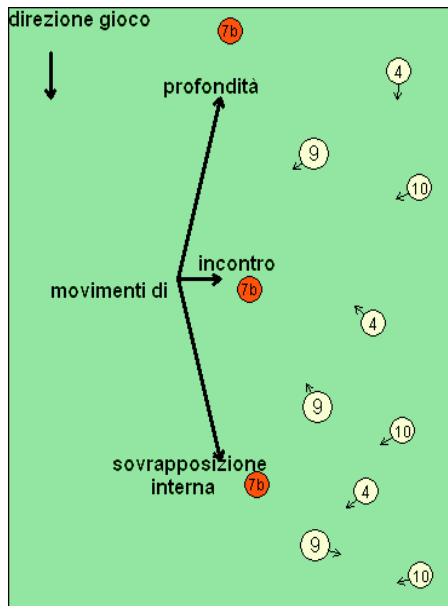 direzione gioco
7b
4
profondità
9
10
incontro
movimenti di
7b
4
9
10
sovrapposizione
interna
7b
4
9
10